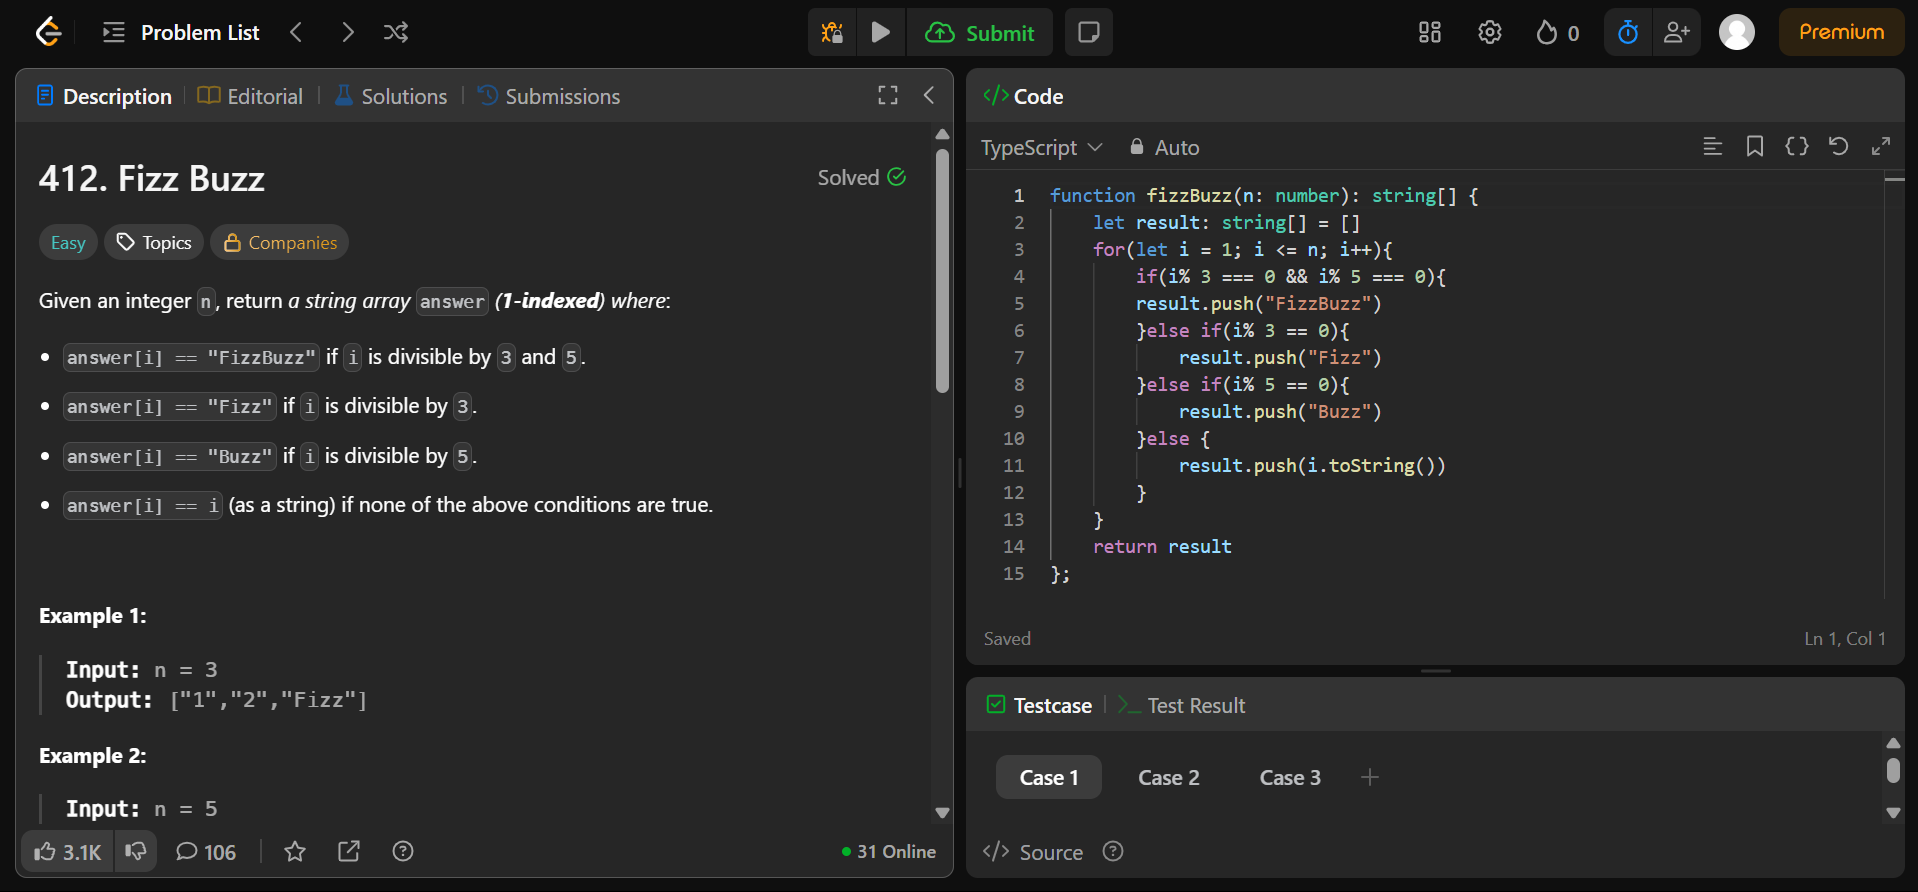 Problem List
Submit
0
Premium
Description
Editorial
Solutions
Submissions
412. Fizz Buzz
Solved
Easy
Topics
Companies
Given an integer n, return a string array answer (1-indexed) where:
answer[i] == "FizzBuzz" if i is divisible by 3 and 5.
answer[i] == "Fizz" if i is divisible by 3.
answer[i] == "Buzz" if i is divisible by 5.
answer[i] == i (as a string) if none of the above conditions are true.
Example 1:
Input: n = 3
Output: ["1","2","Fizz"]
Example 2:
Input: n = 5
3.1K
106
31 Online
</> Code
TypeScript
Auto
1 function fizzBuzz(n: number): string[] {
2     let result: string[] = []
3     for(let i = 1; i <= n; i++){
4         if(i% 3 === 0 && i% 5 === 0){
5         result.push("FizzBuzz")
6         }else if(i% 3 == 0){
7             result.push("Fizz")
8         }else if(i% 5 == 0){
9             result.push("Buzz")
10         }else {
11             result.push(i.toString())
12         }
13     }
14     return result
15 };
Saved
Ln 1, Col 1
Testcase
Test Result
Case 1
Case 2
Case 3
+
</> Source